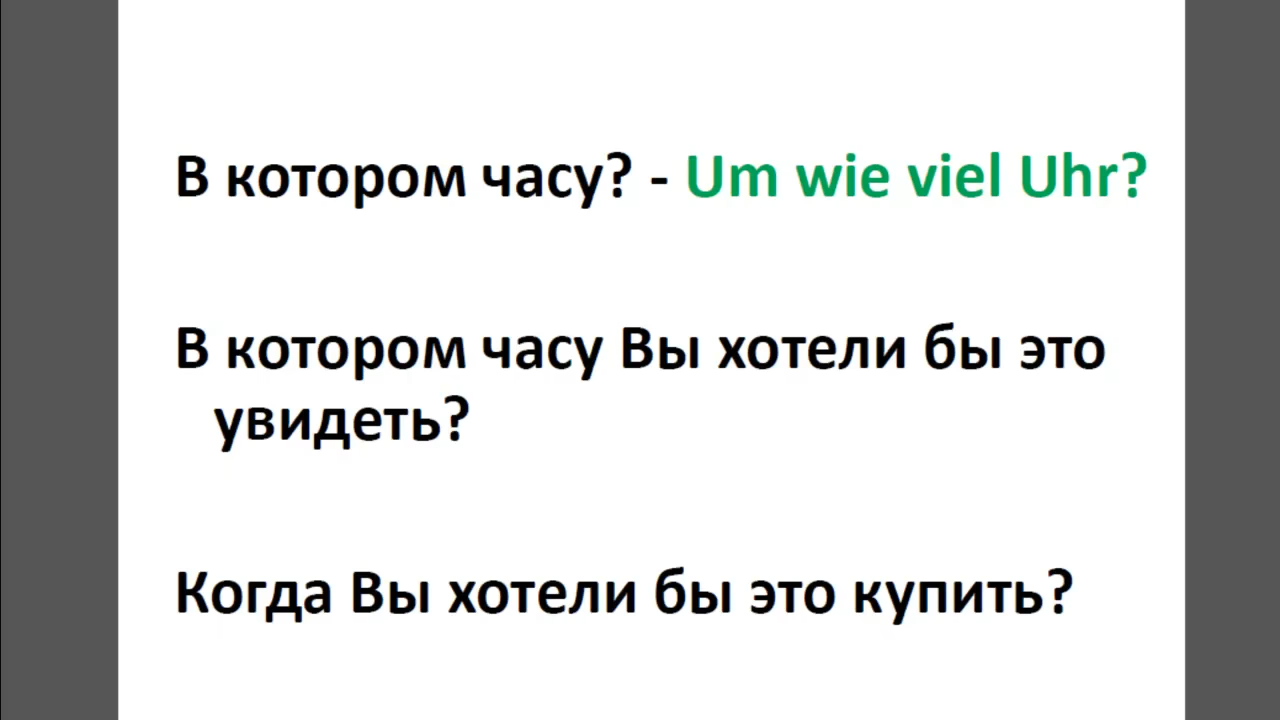 В котором часу? - Um wie viel Uhr?
В котором часу Вы хотели бы это
увидеть?
Когда Вы хотели бы это купить?